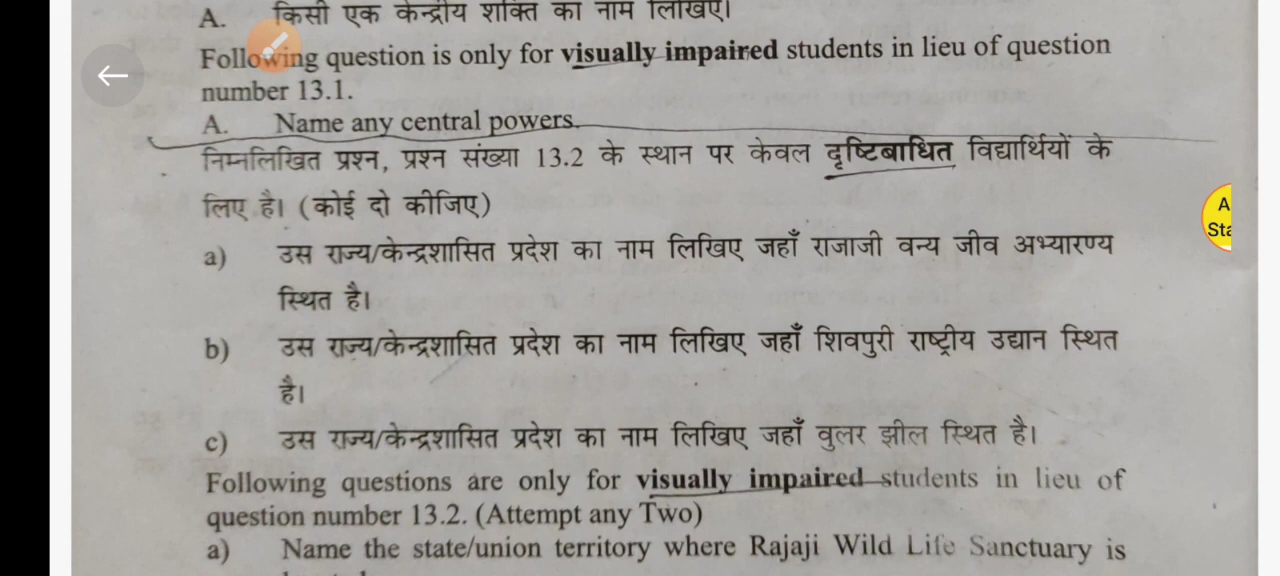 A. किसी एक केन्द्रीय शक्ति का नाम लिखिए।
Following question is only for visually impaired students in lieu of question
number 13.1.
A. Name any central powers.
निम्नलिखित प्रश्न, प्रश्न संख्या 13.2 के स्थान पर केवल दृष्टिबाधित विद्यार्थियों के
लिए है। (कोई दो कीजिए)
a) उस राज्य/केन्द्रशासित प्रदेश का नाम लिखिए जहाँ राजाजी वन्य जीव अभ्यारण्य
स्थित है।
b) उस राज्य/केन्द्रशासित प्रदेश का नाम लिखिए जहाँ शिवपुरी राष्ट्रीय उद्यान स्थित
है।
c) उस राज्य/केन्द्रशासित प्रदेश का नाम लिखिए जहाँ वुलर झील स्थित है।
Following questions are only for visually impaired students in lieu of
question number 13.2. (Attempt any Two)
a) Name the state/union territory where Rajaji Wild Life Sanctuary is